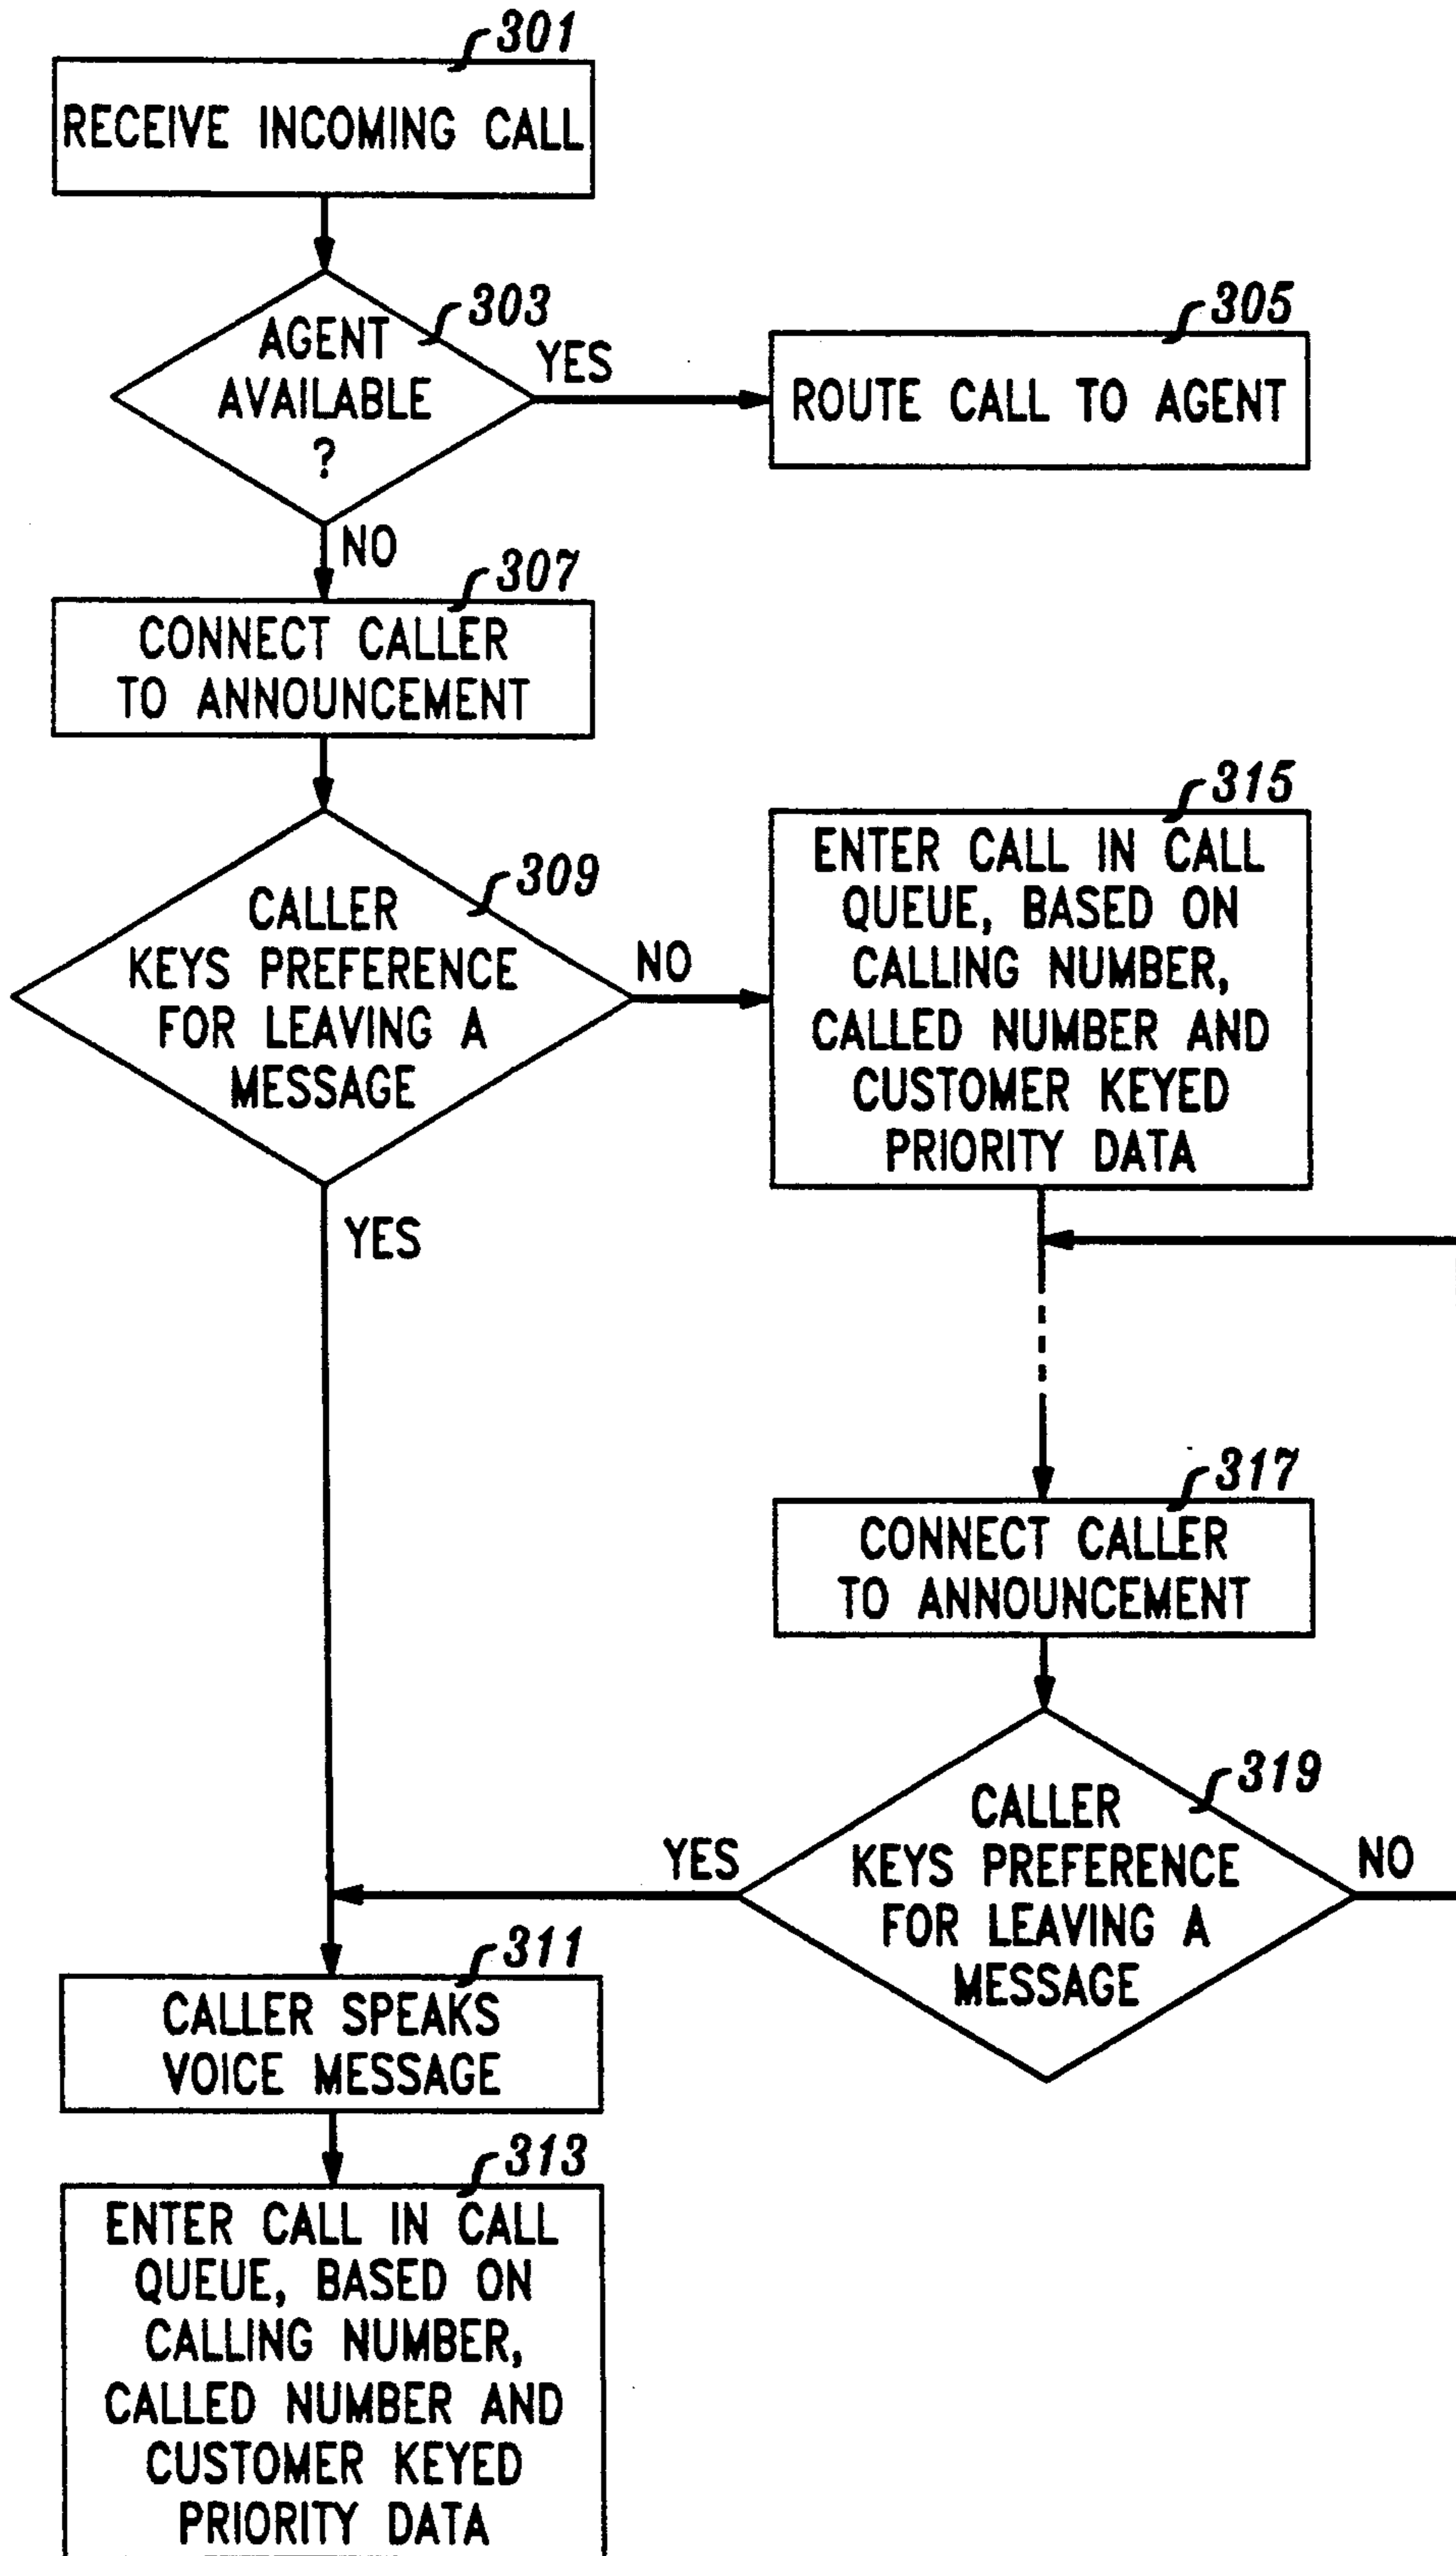 301
RECEIVE INCOMING CALL
303
AGENT
AVAILABLE
?
YES
305
ROUTE CALL TO AGENT
NO
307
CONNECT CALLER
TO ANNOUNCEMENT
309
CALLER
KEYS PREFERENCE
FOR LEAVING A
MESSAGE
NO
315
ENTER CALL IN CALL
QUEUE, BASED ON
CALLING NUMBER,
CALLED NUMBER AND
CUSTOMER KEYED
PRIORITY DATA
YES
317
CONNECT CALLER
TO ANNOUNCEMENT
319
CALLER
KEYS PREFERENCE
FOR LEAVING A
MESSAGE
YES
NO
311
CALLER SPEAKS
VOICE MESSAGE
313
ENTER CALL IN CALL
QUEUE, BASED ON
CALLING NUMBER,
CALLED NUMBER AND
CUSTOMER KEYED
PRIORITY DATA